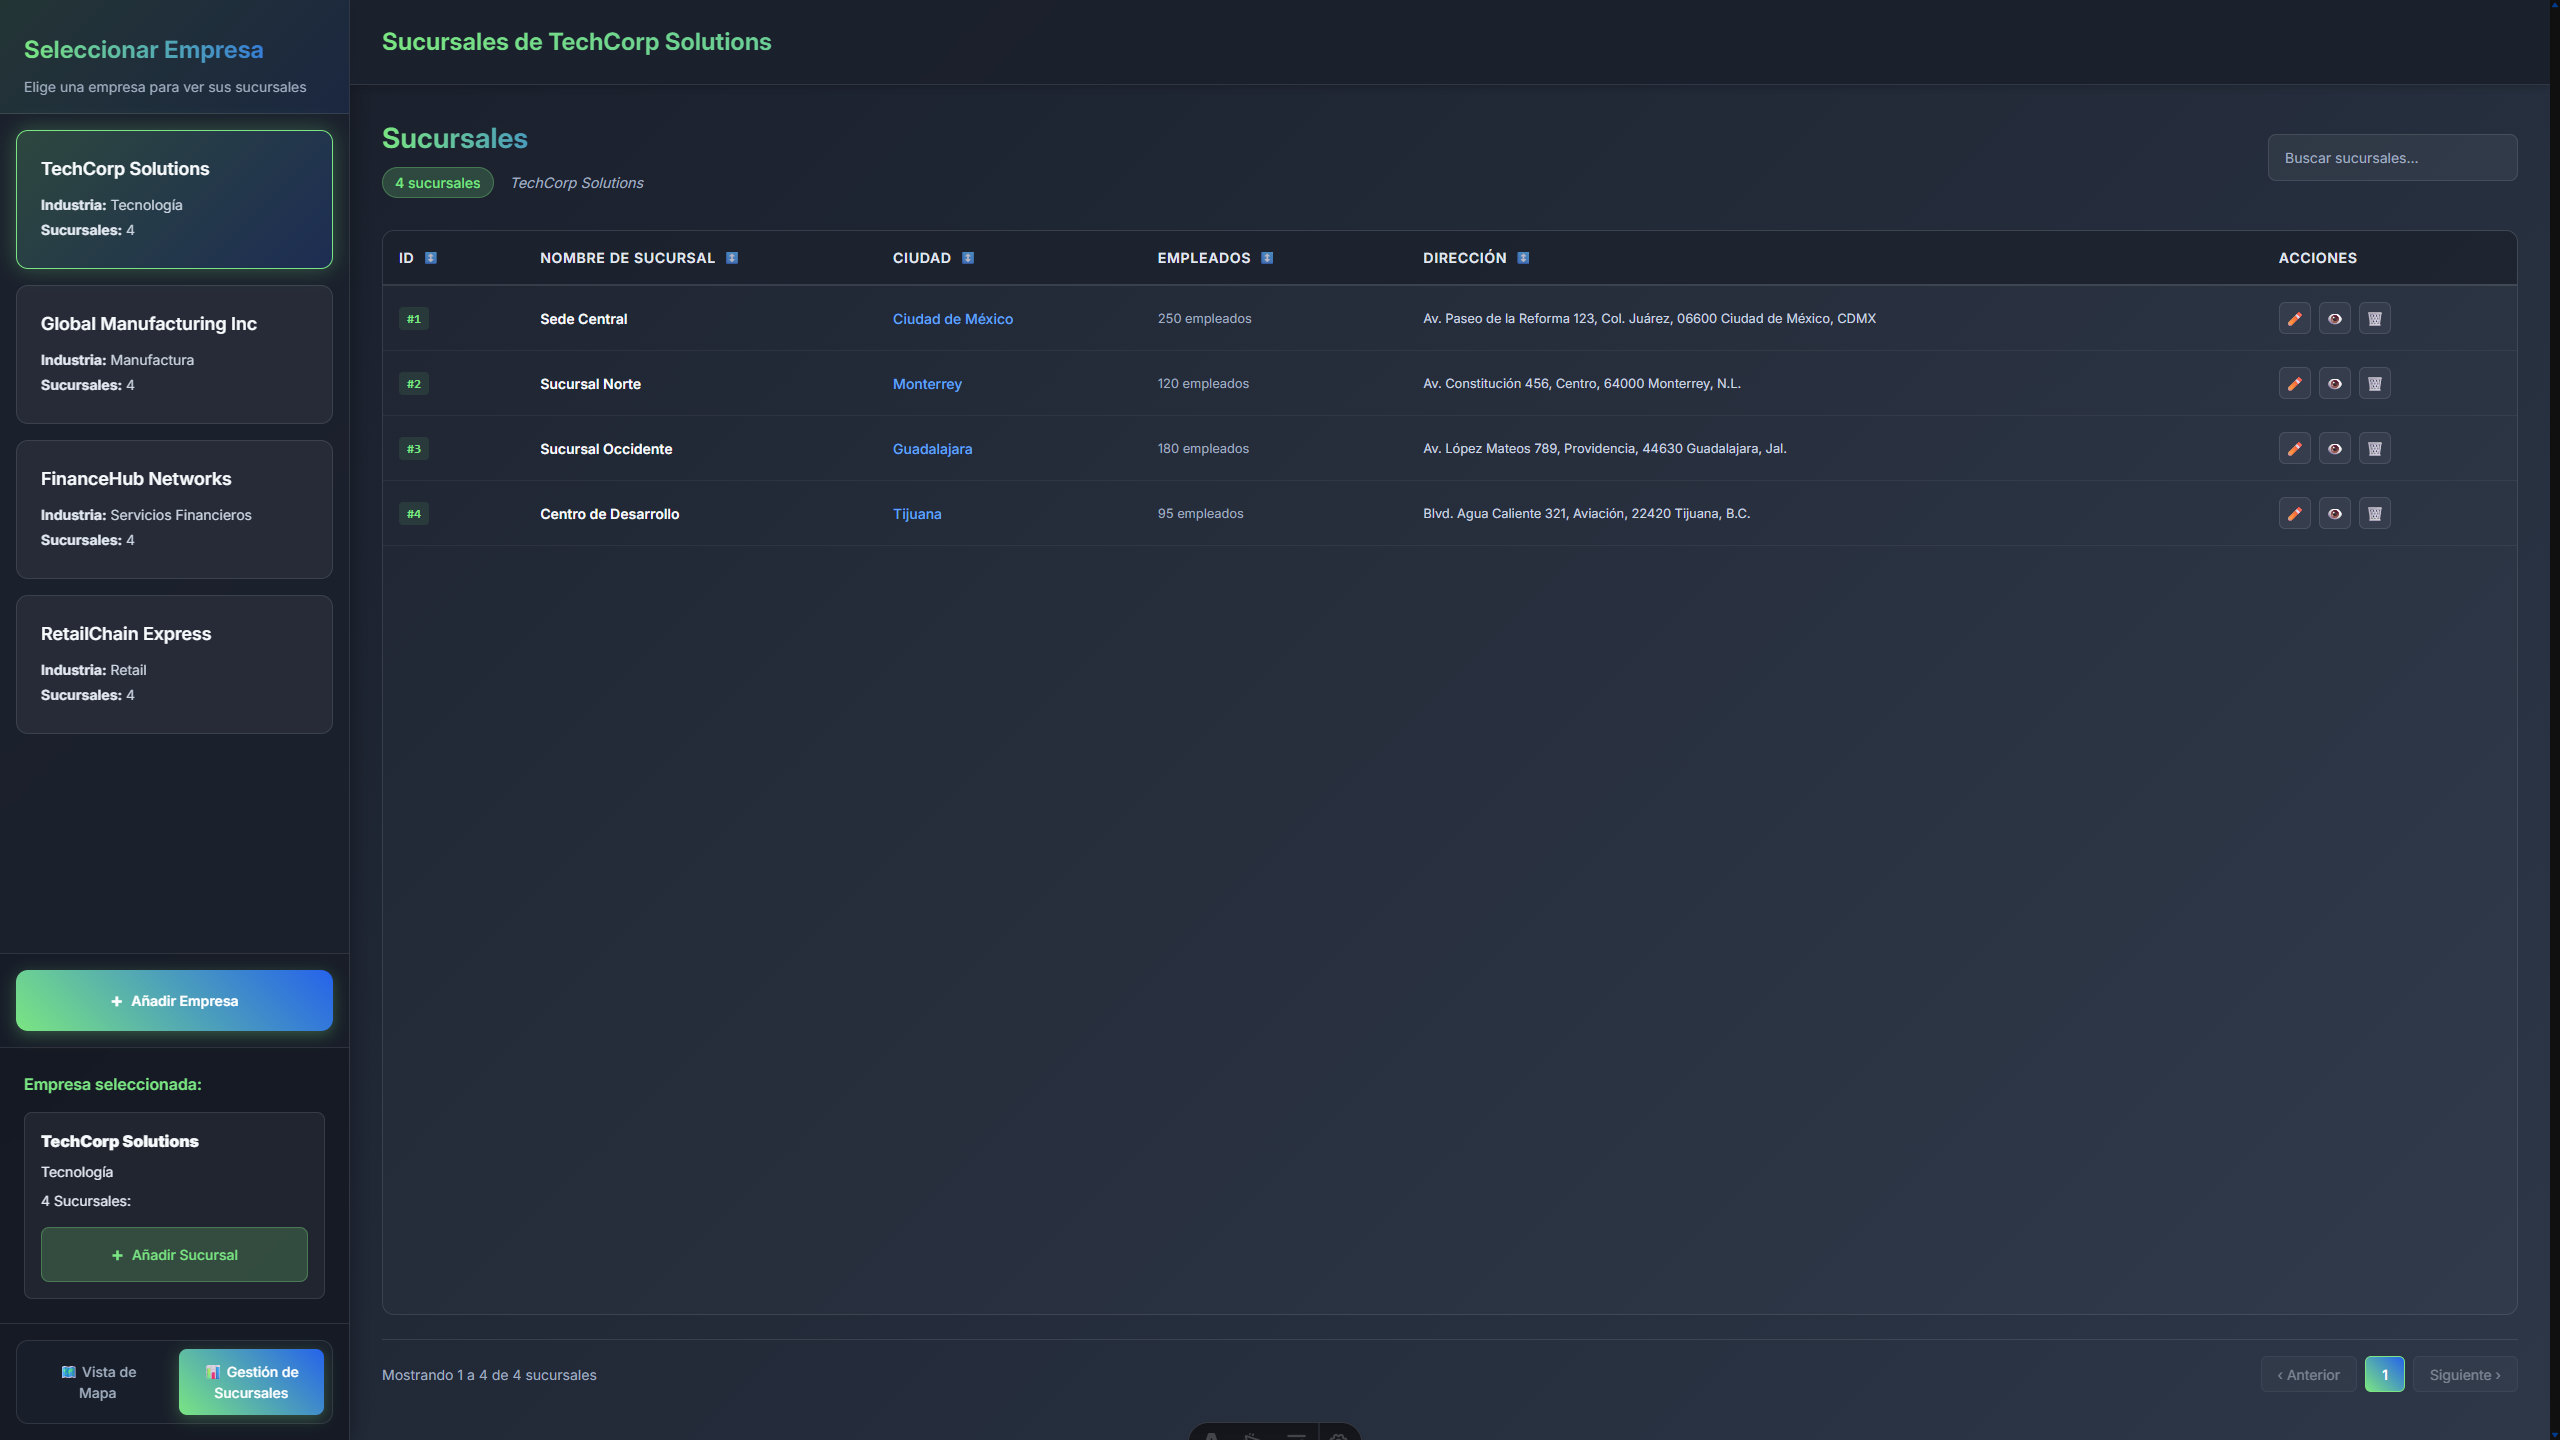 Seleccionar Empresa
Elige una empresa para ver sus sucursales
TechCorp Solutions
Industria: Tecnología
Sucursales: 4
Global Manufacturing Inc
Industria: Manufactura
Sucursales: 4
FinanceHub Networks
Industria: Servicios Financieros
Sucursales: 4
RetailChain Express
Industria: Retail
Sucursales: 4
+ Añadir Empresa
Empresa seleccionada:
TechCorp Solutions
Tecnología
4 Sucursales:
+ Añadir Sucursal
Vista de
Mapa
Gestión de
Sucursales
Sucursales de TechCorp Solutions
Sucursales
4 sucursales TechCorp Solutions
Buscar sucursales...
ID NOMBRE DE SUCURSAL CIUDAD EMPLEADOS DIRECCIÓN ACCIONES
#1 Sede Central Ciudad de México 250 empleados Av. Paseo de la Reforma 123, Col. Juárez, 06600 Ciudad de México, CDMX
#2 Sucursal Norte Monterrey 120 empleados Av. Constitución 456, Centro, 64000 Monterrey, N.L.
#3 Sucursal Occidente Guadalajara 180 empleados Av. López Mateos 789, Providencia, 44630 Guadalajara, Jal.
#4 Centro de Desarrollo Tijuana 95 empleados Blvd. Agua Caliente 321, Aviación, 22420 Tijuana, B.C.
Mostrando 1 a 4 de 4 sucursales
‹ Anterior 1 Siguiente ›